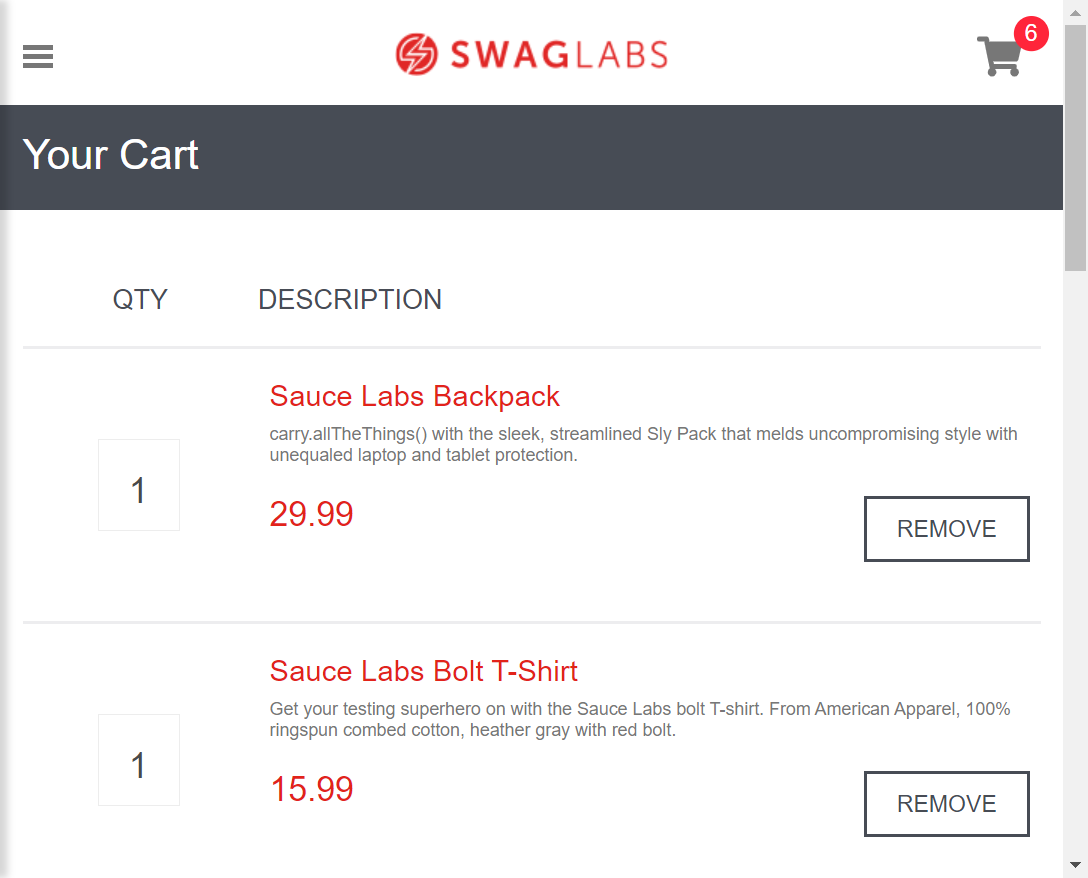 SWAGLABS
6
Your Cart
QTY DESCRIPTION
Sauce Labs Backpack
carry.allTheThings() with the sleek, streamlined Sly Pack that melds uncompromising style with
unequaled laptop and tablet protection.
1
29.99
REMOVE
Sauce Labs Bolt T-Shirt
Get your testing superhero on with the Sauce Labs bolt T-shirt. From American Apparel, 100%
ringspun combed cotton, heather gray with red bolt.
1
15.99
REMOVE